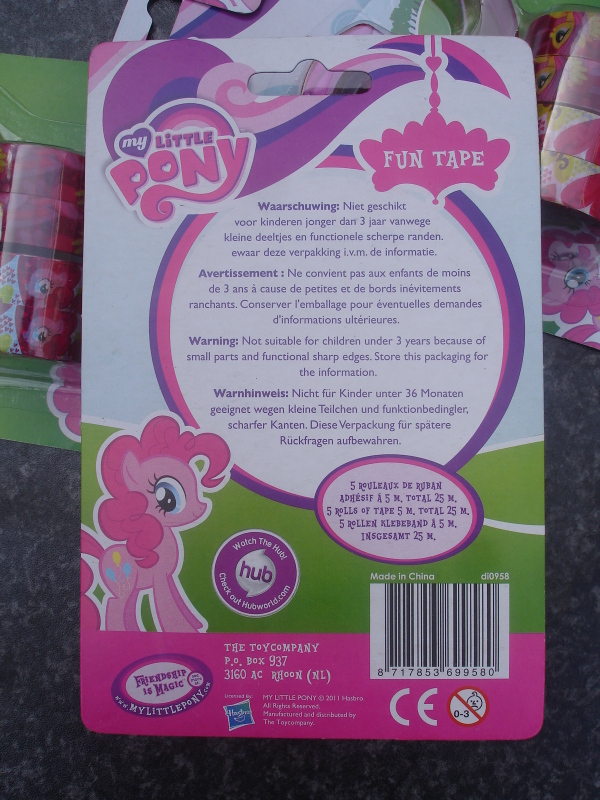 my LITTLE
PONY
FUN TAPE
Waarschuwing: Niet geschikt
voor kinderen jonger dan 3 jaar vanwege
kleine deeltjes en functionele scherpe randen.
ewaar deze verpakking i.v.m. de informatie.
Avertissement : Ne convient pas aux enfants de moins
de 3 ans à cause de petites et de bords inévitements
ranchants. Conserver l'emballage pour éventuelles demandes
d'informations ultérieures.
Warning: Not suitable for children under 3 years because of
small parts and functional sharp edges. Store this packaging for
the information.
Warnhinweis: Nicht für Kinder unter 36 Monaten
geeignet wegen kleine Teilchen und funktionbedingler,
scharfer Kanten. Diese Verpackung für spätere
Rückfragen aufbewahren.
5 ROULEAUX DE RUBAN
ADHÉSIF À 5 M. TOTAL 25 M.
5 ROLLS OF TAPE 5 M. TOTAL 25 M.
5 ROLLEN KLEBEBAND À 5 M.
INSGESAMT 25 M.
Watch The Hub!
hub
Check out Hubworld.com
Made in China di0958
8 717853 699580
THE TOYCOMPANY
P.O. BOX 937
3160 AC RHOON (NL)
FRIENDSHIP
IS MAGIC
WWW.MYLITTLEPONY.COM
Licensed By:
Hasbro
MY LITTLE PONY © 2011 Hasbro.
All Rights Reserved.
Manufactured and distributed by
The Toycompany.
CE
0-3